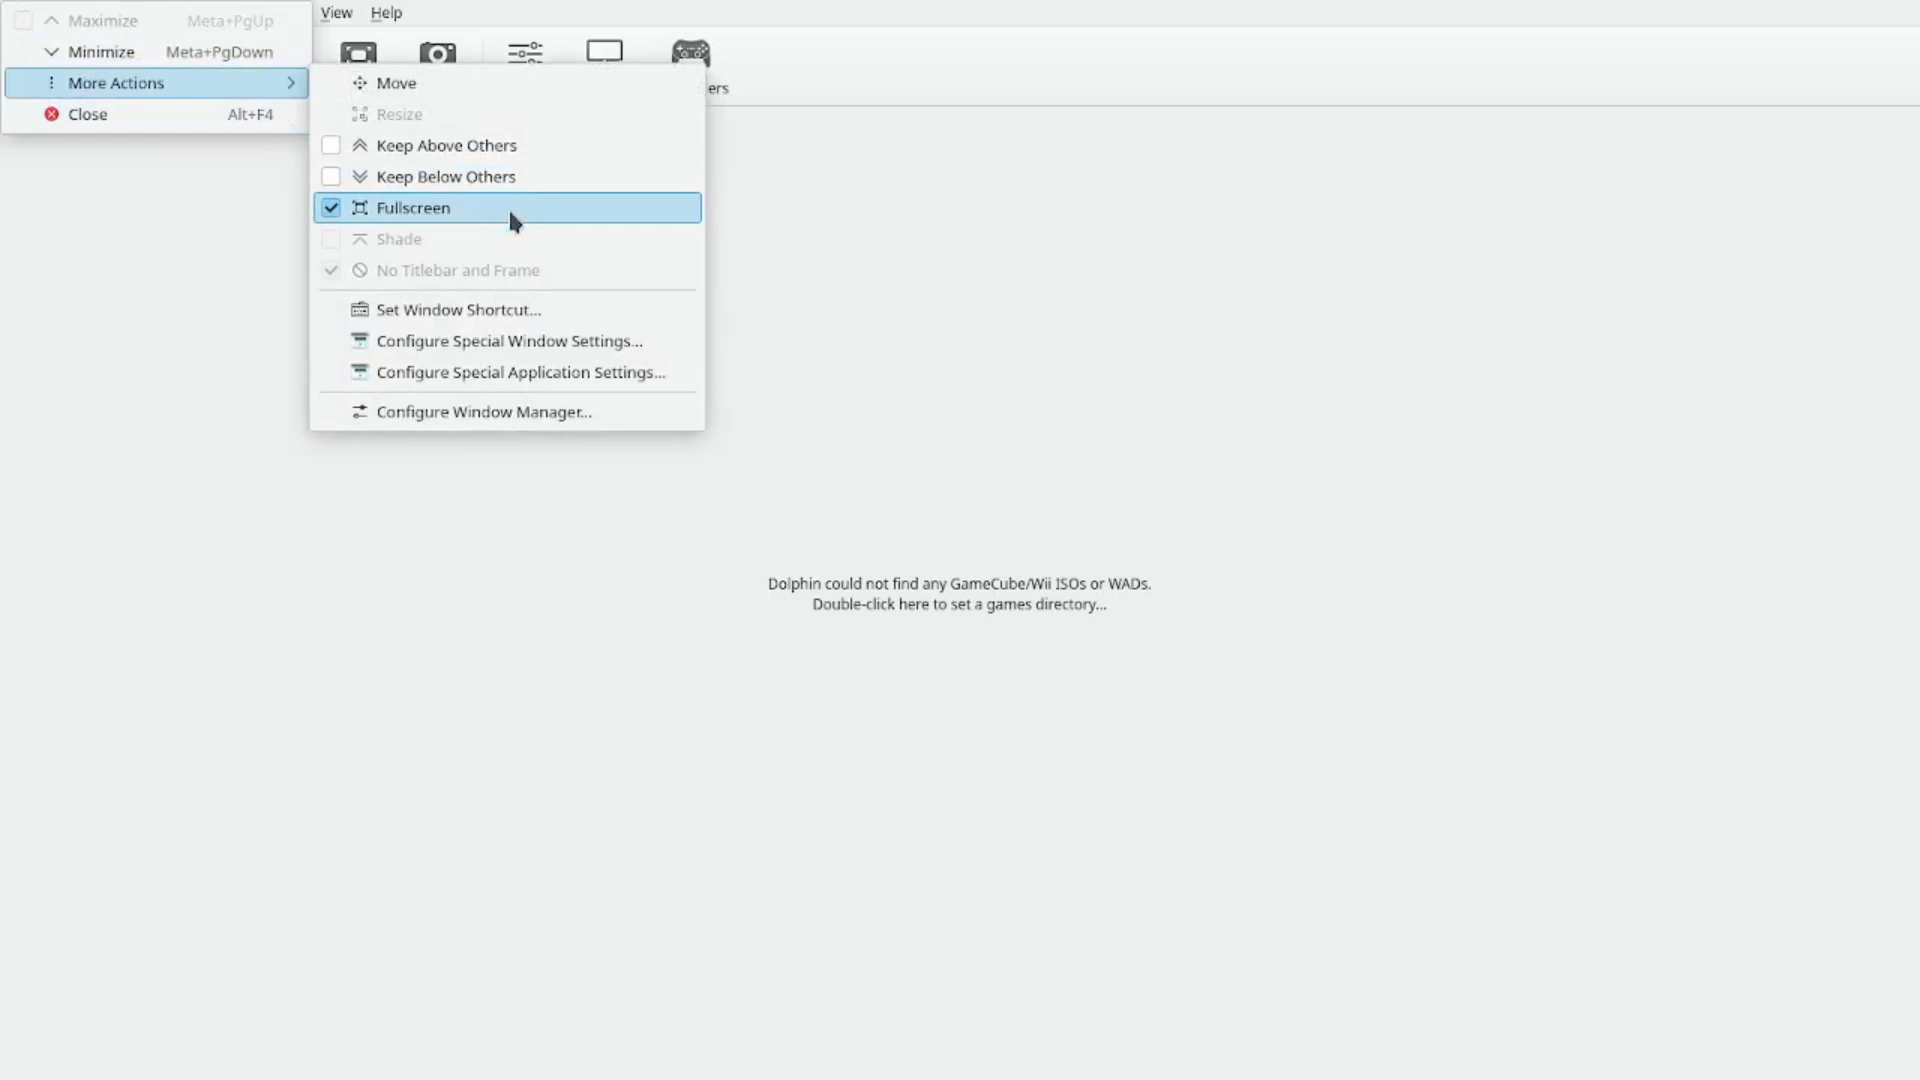 Maximize Meta+PgUp
Minimize Meta+PgDown
More Actions
Close Alt+F4
View Help
ers
Move
Resize
Keep Above Others
Keep Below Others
Fullscreen
Shade
No Titlebar and Frame
Set Window Shortcut...
Configure Special Window Settings...
Configure Special Application Settings...
Configure Window Manager...
Dolphin could not find any GameCube/Wii ISOs or WADs.
Double-click here to set a games directory...